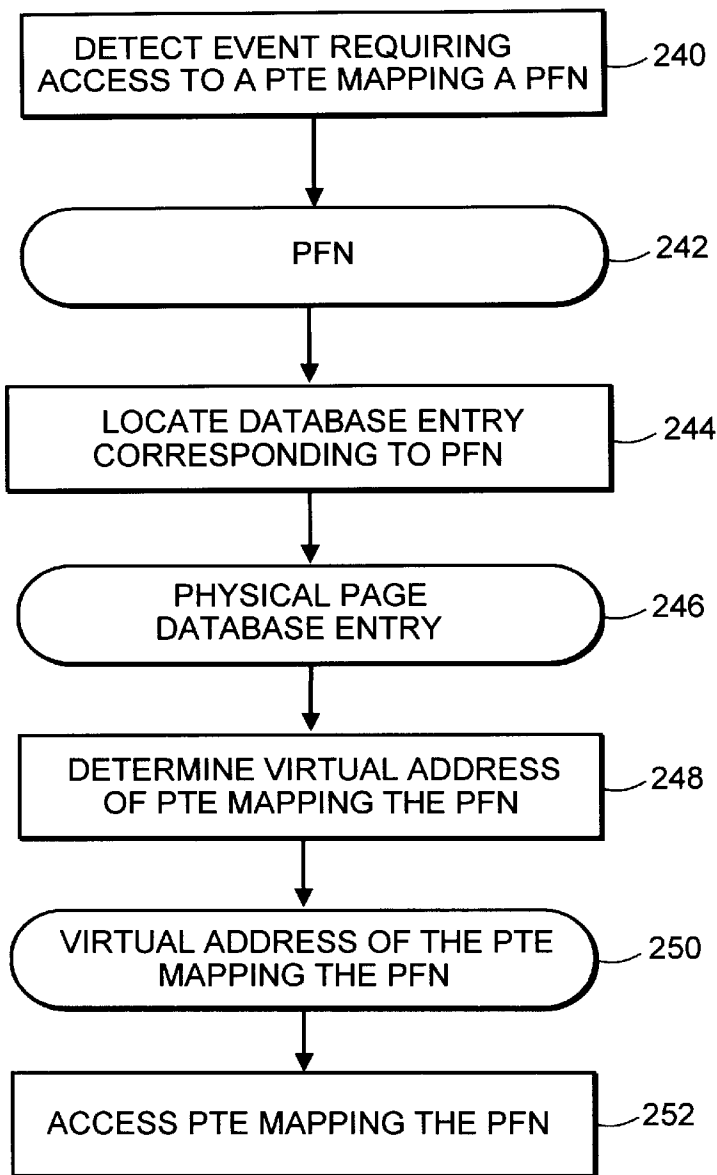 DETECT EVENT REQUIRING
ACCESS TO A PTE MAPPING A PFN
240
PFN
242
LOCATE DATABASE ENTRY
CORRESPONDING TO PFN
244
PHYSICAL PAGE
DATABASE ENTRY
246
DETERMINE VIRTUAL ADDRESS
OF PTE MAPPING THE PFN
248
VIRTUAL ADDRESS OF THE PTE
MAPPING THE PFN
250
ACCESS PTE MAPPING THE PFN
252